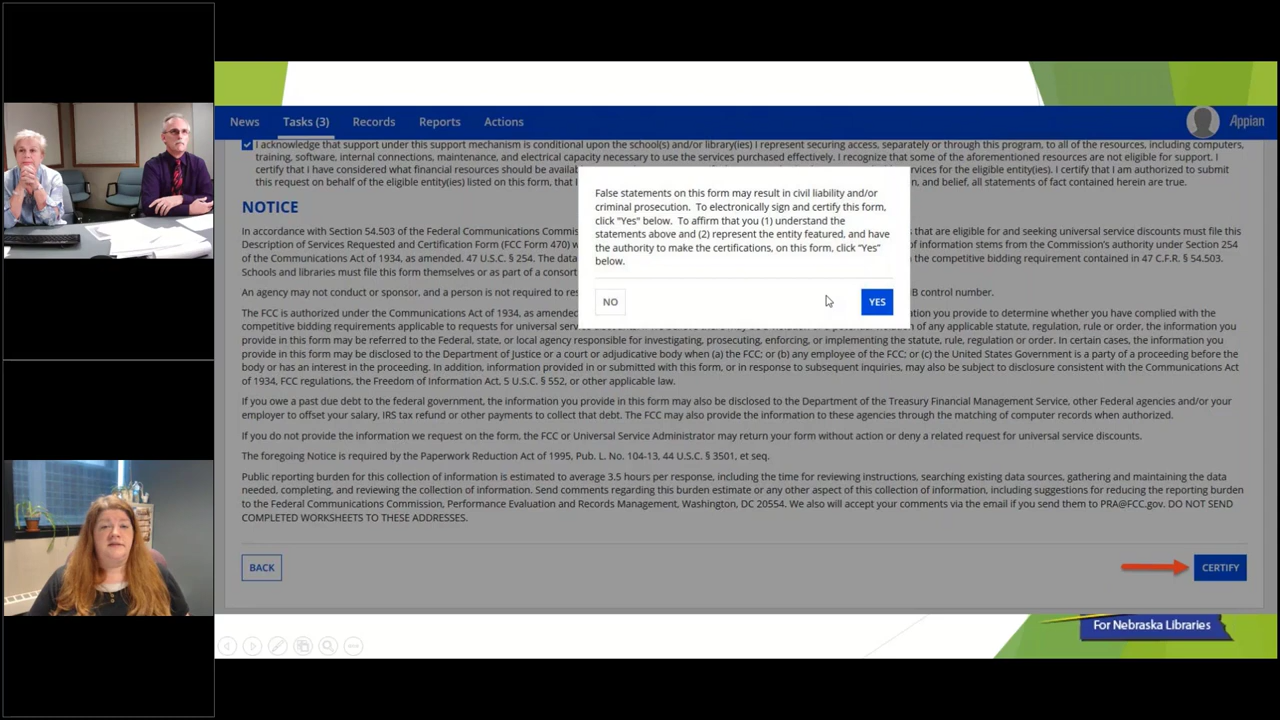 News Tasks (3) Records Reports Actions Appian
I acknowledge that support under this support mechanism is conditional upon the school(s) and/or library(ies) I represent securing access, separately or through this program, to all of the resources, including computers,
training, software, internal connections, maintenance, and electrical capacity necessary to use the services purchased effectively. I recognize that some of the aforementioned resources are not eligible for support. I
certify that I have considered what financial resources should be availa
services for the eligible entity(ies) listed on this form. I certify that I am authorized to submit
this request on behalf of the eligible entity(ies) listed on this form, that I
, and belief, all statements of fact contained herein are true.
False statements on this form may result in civil liability and/or
criminal prosecution. To electronically sign and certify this form,
click "Yes" below. To affirm that you (1) understand the
statements above and (2) represent the entity featured, and have
the authority to make the certifications, on this form, click "Yes"
below.
NO YES
NOTICE
In accordance with Section 54.503 of the Federal Communications Commis
s that are eligible for and seeking universal service discounts must file this
Description of Services Requested and Certification Form (FCC Form 470) w
of information stems from the Commission's authority under Section 254
of the Communications Act of 1934, as amended. 47 U.S.C. § 254. The data
the competitive bidding requirement contained in 47 C.F.R. § 54.503.
Schools and libraries must file this form themselves or as part of a consort
An agency may not conduct or sponsor, and a person is not required to res
B control number.
The FCC is authorized under the Communications Act of 1934, as amended
you provide to determine whether you have complied with the
competitive bidding requirements applicable to requests for universal serv
of any applicable statute, regulation, rule or order, the information you
provide in this form may be referred to the Federal, state, or local agency responsible for investigating, prosecuting, enforcing, or implementing the statute, rule, regulation or order. In certain cases, the information you
provide in this form may be disclosed to the Department of Justice or a court or adjudicative body when (a) the FCC; or (b) any employee of the FCC; or (c) the United States Government is a party of a proceeding before the
body or has an interest in the proceeding. In addition, information provided in or submitted with this form, or in response to subsequent inquiries, may also be subject to disclosure consistent with the Communications Act
of 1934, FCC regulations, the Freedom of Information Act, 5 U.S.C. § 552, or other applicable law.
If you owe a past due debt to the federal government, the information you provide in this form may also be disclosed to the Department of the Treasury Financial Management Service, other Federal agencies and/or your
employer to offset your salary, IRS tax refund or other payments to collect that debt. The FCC may also provide the information to these agencies through the matching of computer records when authorized.
If you do not provide the information we request on the form, the FCC or Universal Service Administrator may return your form without action or deny a related request for universal service discounts.
The foregoing Notice is required by the Paperwork Reduction Act of 1995, Pub. L. No. 104-13, 44 U.S.C. § 3501, et seq.
Public reporting burden for this collection of information is estimated to average 3.5 hours per response, including the time for reviewing instructions, searching existing data sources, gathering and maintaining the data
needed, completing, and reviewing the collection of information. Send comments regarding this burden estimate or any other aspect of this collection of information, including suggestions for reducing the reporting burden
to the Federal Communications Commission, Performance Evaluation and Records Management, Washington, DC 20554. We also will accept your comments via the email if you send them to PRA@FCC.gov. DO NOT SEND
COMPLETED WORKSHEETS TO THESE ADDRESSES.
BACK CERTIFY
For Nebraska Libraries